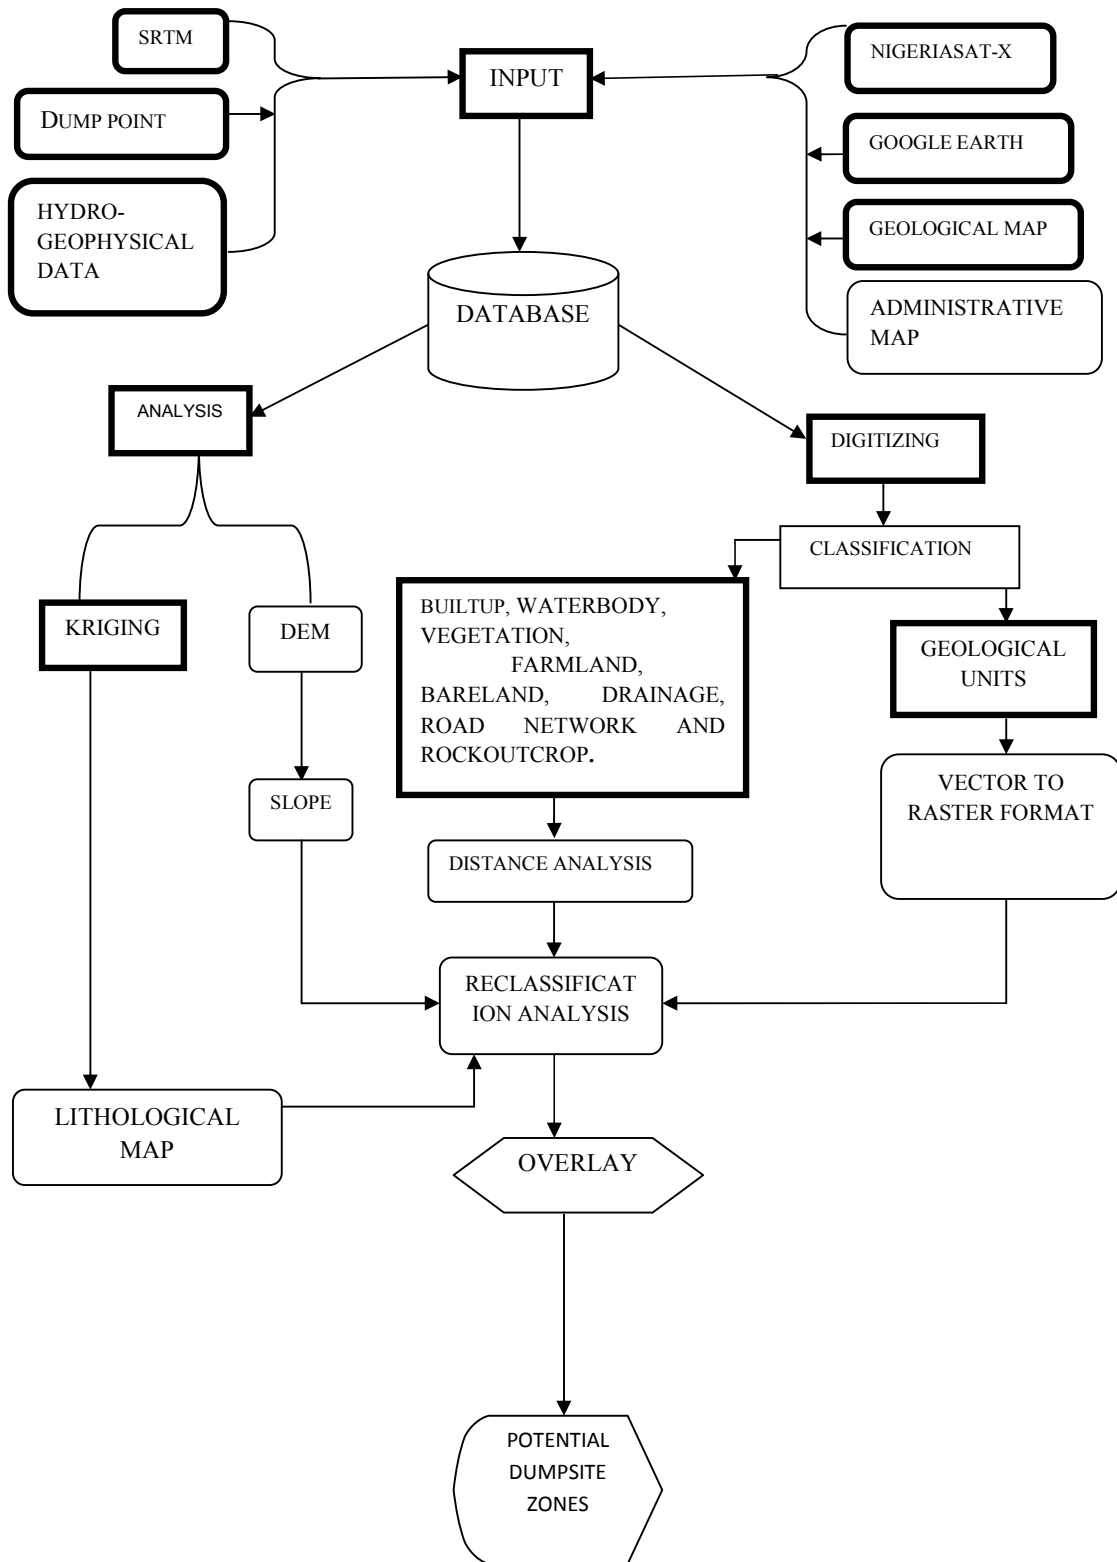 SRTM
INPUT
NIGERIASAT-X
DUMP POINT
GOOGLE EARTH
HYDRO-
GEOPHYSICAL
DATA
GEOLOGICAL MAP
ADMINISTRATIVE
MAP
DATABASE
ANALYSIS
DIGITIZING
CLASSIFICATION
KRIGING
DEM
BUILTUP, WATERBODY,
VEGETATION,
FARMLAND,
BARELAND, DRAINAGE,
ROAD NETWORK AND
ROCKOUTCROP.
GEOLOGICAL
UNITS
SLOPE
VECTOR TO
RASTER FORMAT
DISTANCE ANALYSIS
RECLASSIFICAT
ION ANALYSIS
LITHOLOGICAL
MAP
OVERLAY
POTENTIAL
DUMPSITE
ZONES